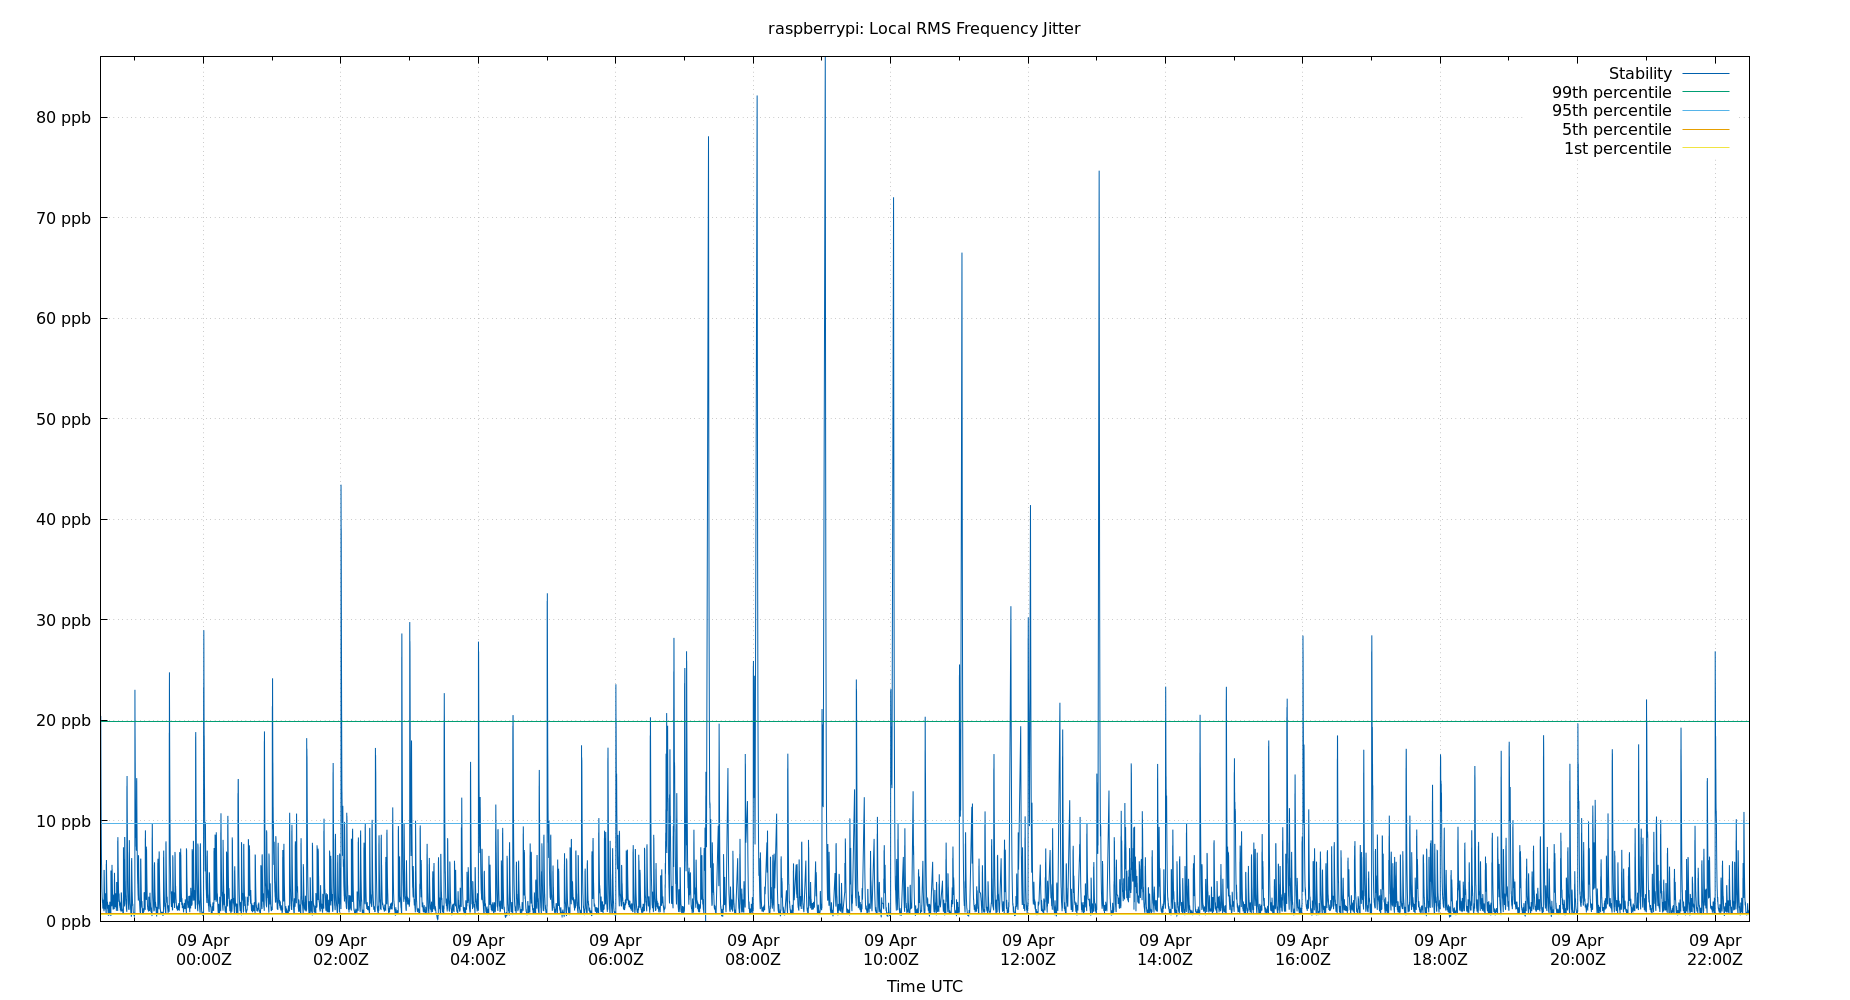 raspberrypi: Local RMS Frequency Jitter
Stability
99th percentile
95th percentile
5th percentile
1st percentile
80 ppb
70 ppb
60 ppb
50 ppb
40 ppb
30 ppb
20 ppb
10 ppb
0 ppb
09 Apr 09 Apr 09 Apr 09 Apr 09 Apr 09 Apr 09 Apr 09 Apr 09 Apr 09 Apr 09 Apr 09 Apr
00:00Z 02:00Z 04:00Z 06:00Z 08:00Z 10:00Z 12:00Z 14:00Z 16:00Z 18:00Z 20:00Z 22:00Z
Time UTC